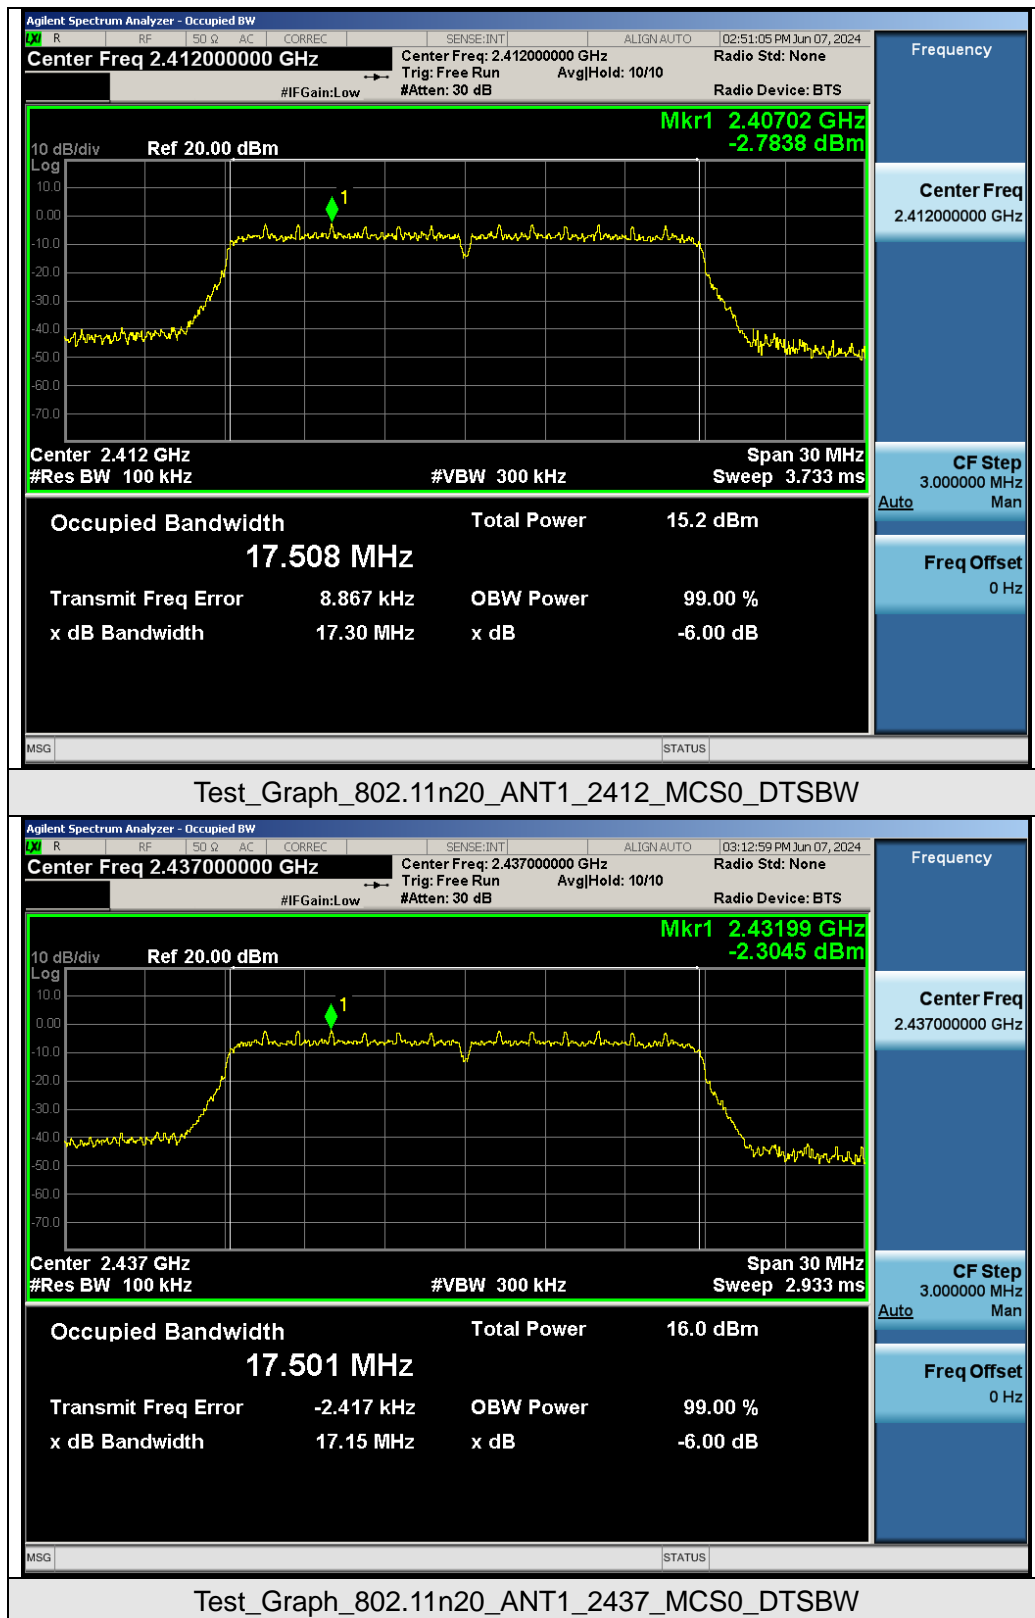 Agilent Spectrum Analyzer - Occupied BW
LXI R RF 50 Ω AC CORREC SENSE:INT ALIGN AUTO 02:51:05 PM Jun 07, 2024
Center Freq 2.412000000 GHz Center Freq: 2.412000000 GHz Radio Std: None
Trig: Free Run Avg|Hold: 10/10
#IFGain:Low #Atten: 30 dB Radio Device: BTS
Frequency
Mkr1 2.40702 GHz
-2.7838 dBm
10 dB/div Ref 20.00 dBm
Log
10.0
0.00
-10.0
-20.0
-30.0
-40.0
-50.0
-60.0
-70.0
1
Center 2.412 GHz Span 30 MHz
#Res BW 100 kHz #VBW 300 kHz Sweep 3.733 ms
Center Freq
2.412000000 GHz
CF Step
3.000000 MHz
Auto Man
Freq Offset
0 Hz
Occupied Bandwidth Total Power 15.2 dBm
17.508 MHz
Transmit Freq Error 8.867 kHz OBW Power 99.00 %
x dB Bandwidth 17.30 MHz x dB -6.00 dB
MSG STATUS
Test_Graph_802.11n20_ANT1_2412_MCS0_DTSBW
Agilent Spectrum Analyzer - Occupied BW
LXI R RF 50 Ω AC CORREC SENSE:INT ALIGN AUTO 03:12:59 PM Jun 07, 2024
Center Freq 2.437000000 GHz Center Freq: 2.437000000 GHz Radio Std: None
Trig: Free Run Avg|Hold: 10/10
#IFGain:Low #Atten: 30 dB Radio Device: BTS
Frequency
Mkr1 2.43199 GHz
-2.3045 dBm
10 dB/div Ref 20.00 dBm
Log
10.0
0.00
-10.0
-20.0
-30.0
-40.0
-50.0
-60.0
-70.0
1
Center 2.437 GHz Span 30 MHz
#Res BW 100 kHz #VBW 300 kHz Sweep 2.933 ms
Center Freq
2.437000000 GHz
CF Step
3.000000 MHz
Auto Man
Freq Offset
0 Hz
Occupied Bandwidth Total Power 16.0 dBm
17.501 MHz
Transmit Freq Error -2.417 kHz OBW Power 99.00 %
x dB Bandwidth 17.15 MHz x dB -6.00 dB
MSG STATUS
Test_Graph_802.11n20_ANT1_2437_MCS0_DTSBW